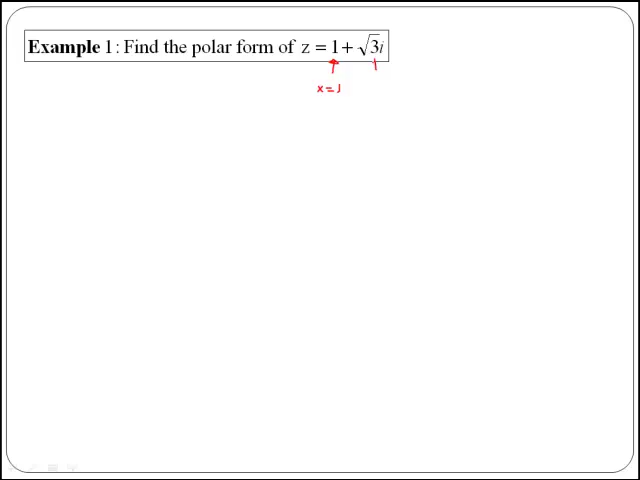 Example 1: Find the polar form of z = 1 + √3i
x = 1